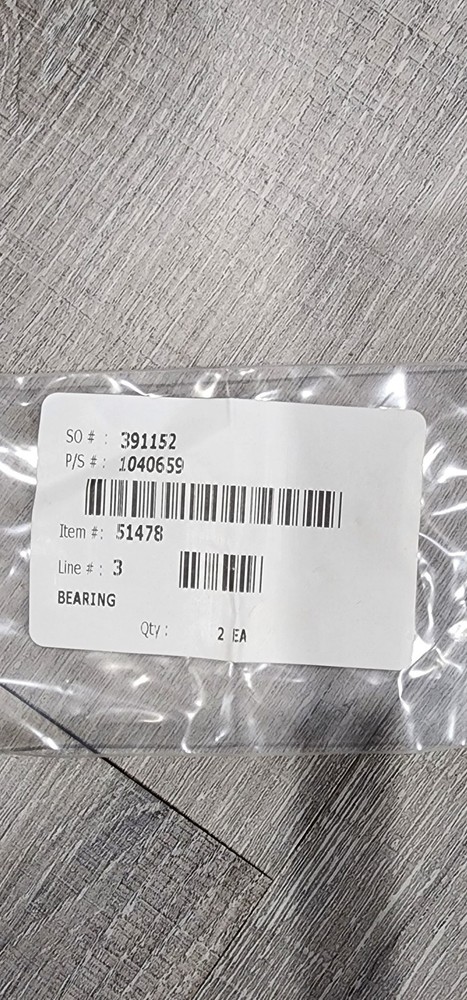 SO # : 391152
P/S # : 1040659
Item #: 51478
Line # : 3
BEARING
Qty : 2 EA